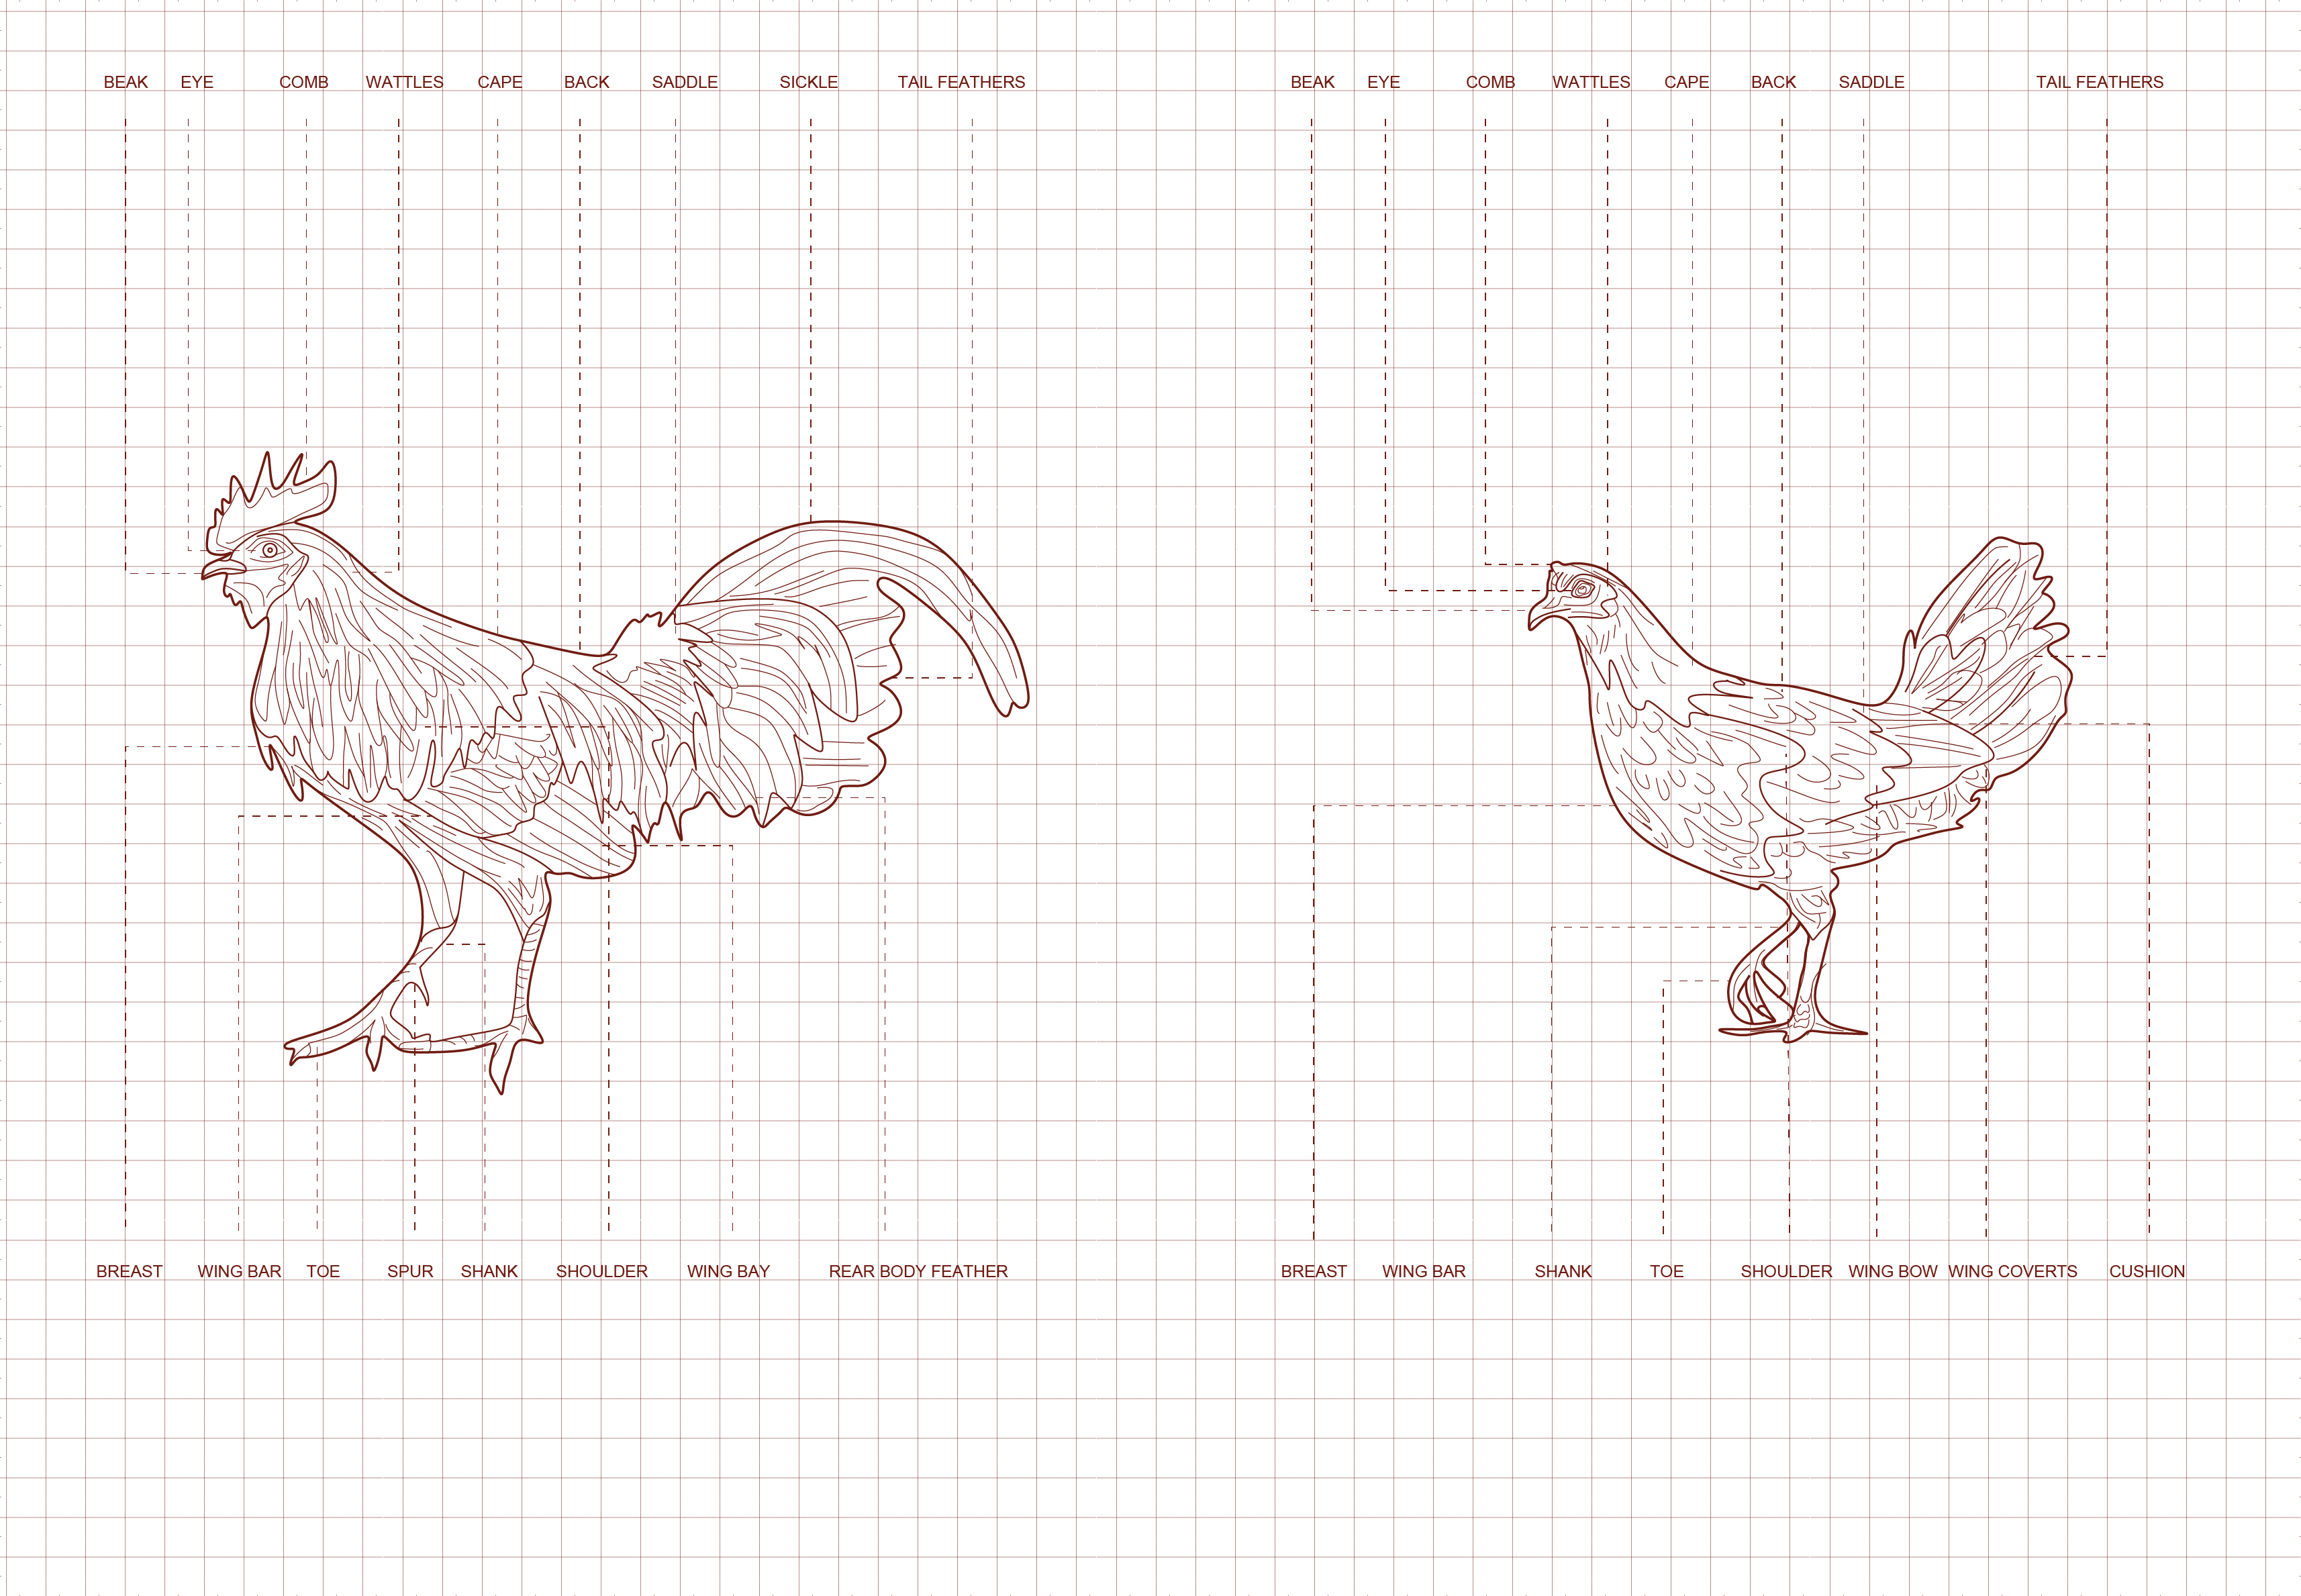 BEAK EYE COMB WATTLES CAPE BACK SADDLE SICKLE TAIL FEATHERS
BEAK EYE COMB WATTLES CAPE BACK SADDLE TAIL FEATHERS
BREAST WING BAR TOE SPUR SHANK SHOULDER WING BAY REAR BODY FEATHER
BREAST WING BAR SHANK TOE SHOULDER WING BOW WING COVERTS CUSHION